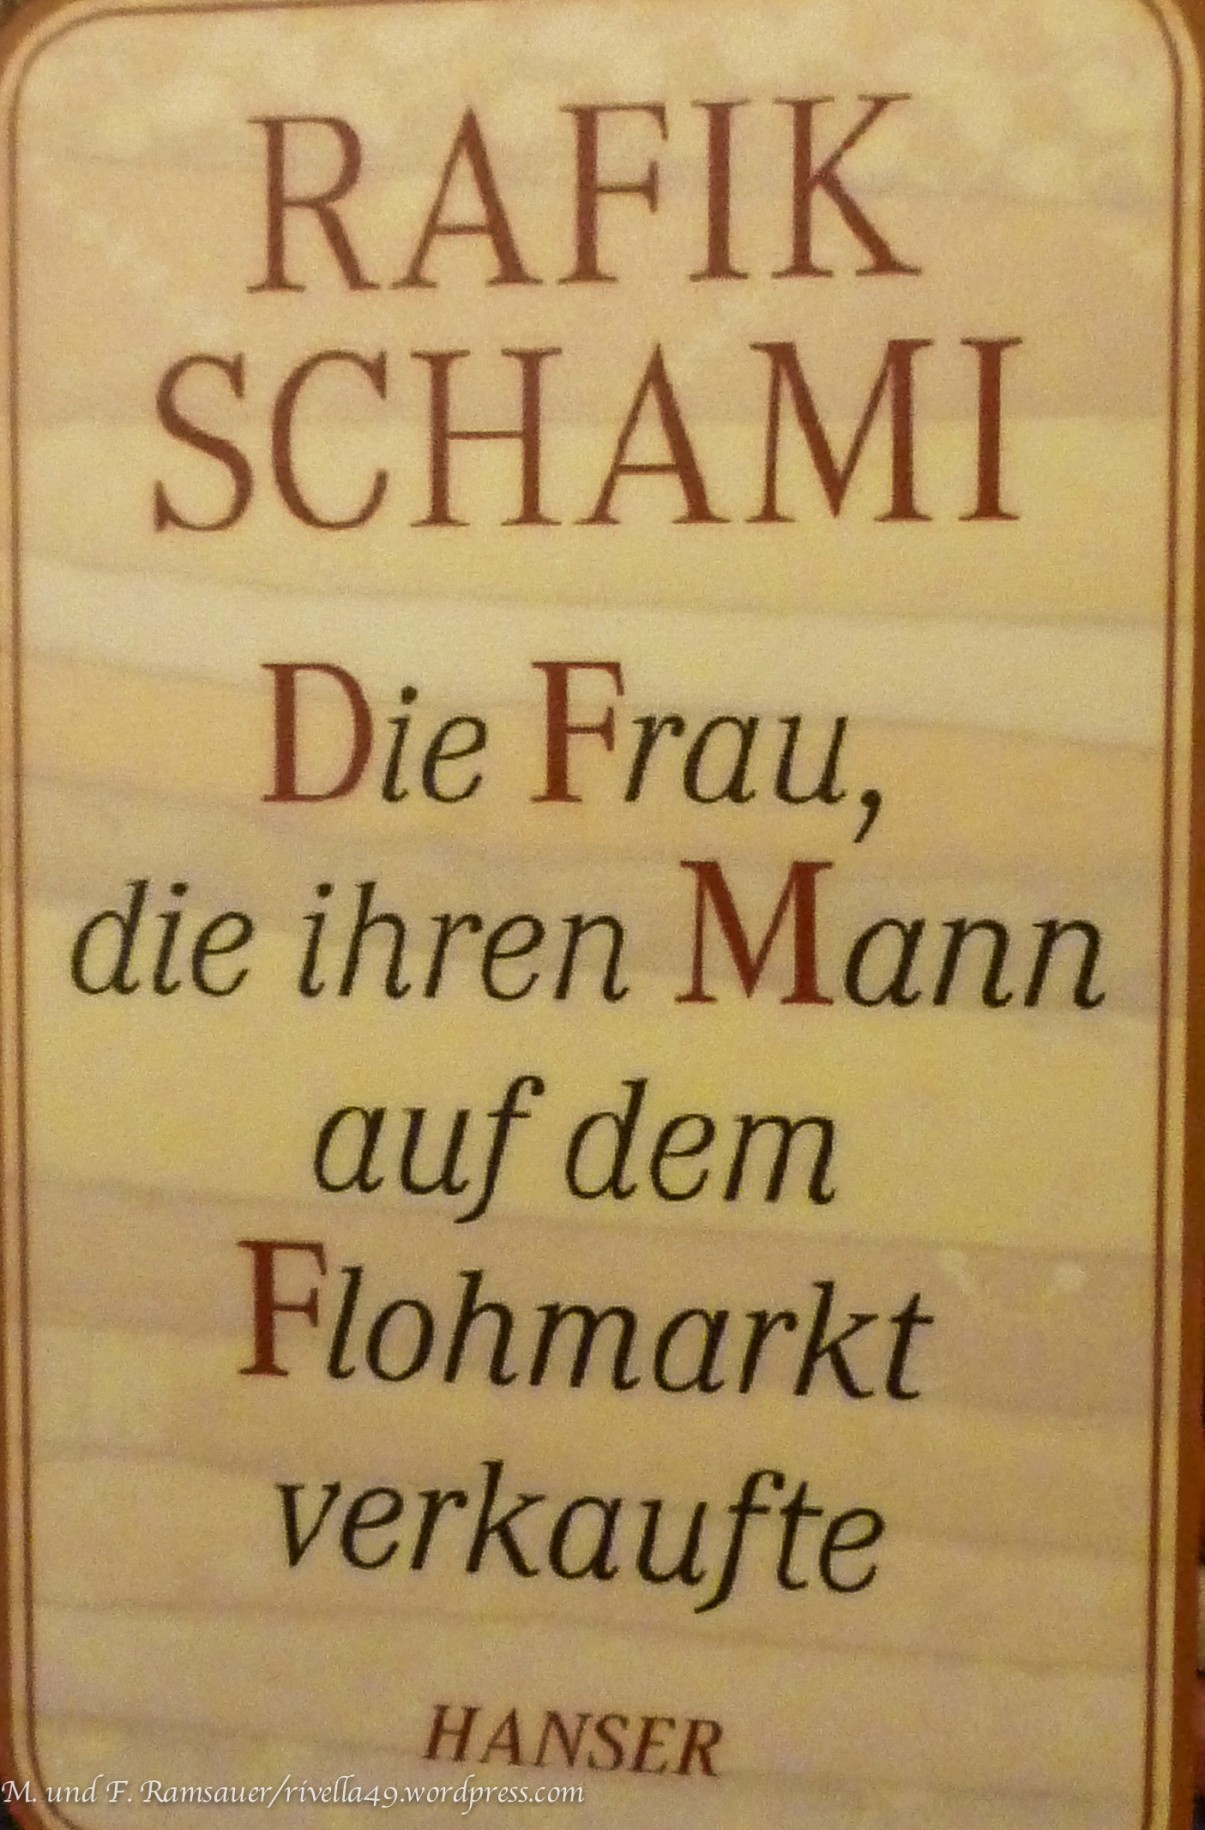 RAFIK
SCHAMI
Die Frau,
die ihren Mann
auf dem
Flohmarkt
verkaufte
HANSER
M. und F. Ramsauer/rivella49.wordpress.com